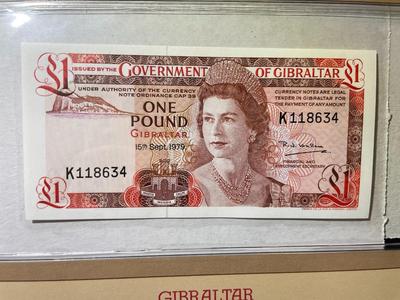 £1 ISSUED BY THE GOVERNMENT OF GIBRALTAR £1
UNDER AUTHORITY OF THE CURRENCY
NOTE ORDINANCE CAP 39
CURRENCY NOTES ARE LEGAL
TENDER IN GIBRALTAR FOR
THE PAYMENT OF ANY AMOUNT
ONE
POUND
GIBRALTAR
15th Sept. 1979.
K118634
K118634
FINANCIAL AND
DEVELOPMENT SECRETARY
£1
£1
GIBRALTAR